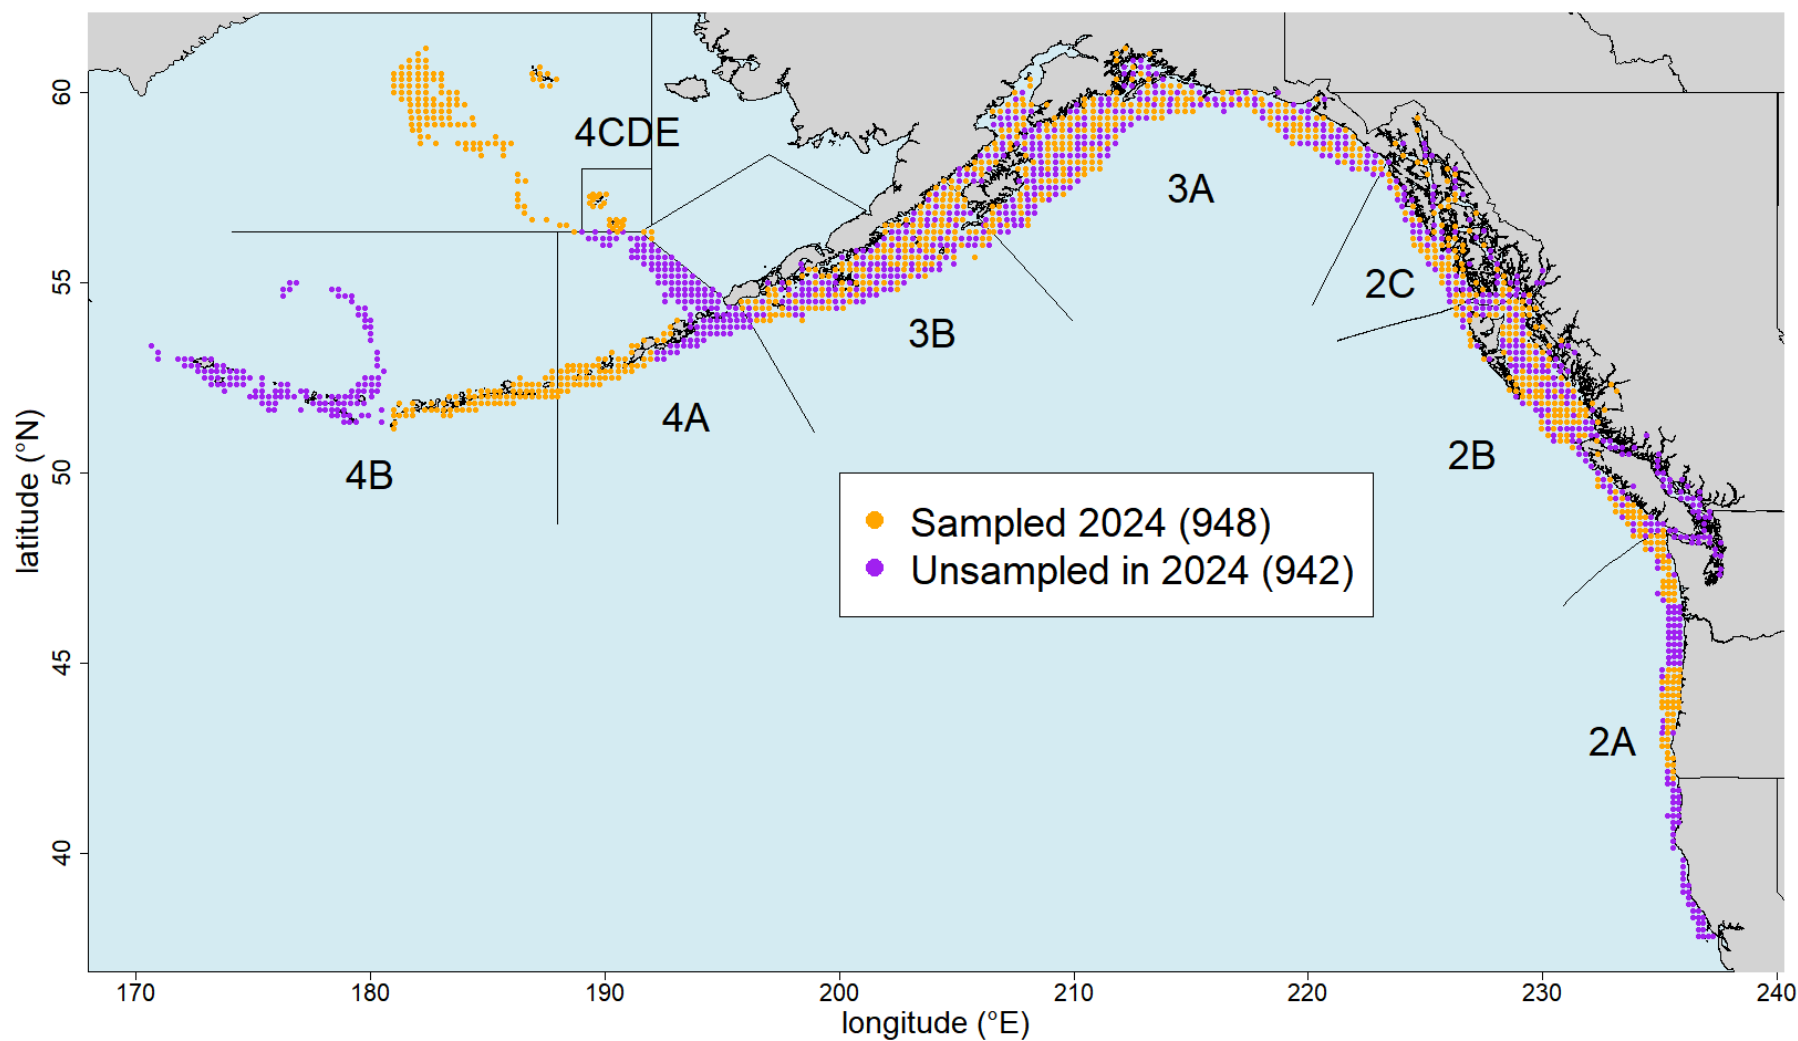 60
55
50
45
40
latitude (°N)
4CDE
3A
2C
3B
4A
2B
4B
Sampled 2024 (948)
Unsampled in 2024 (942)
2A
170
180
190
200
210
220
230
240
longitude (°E)